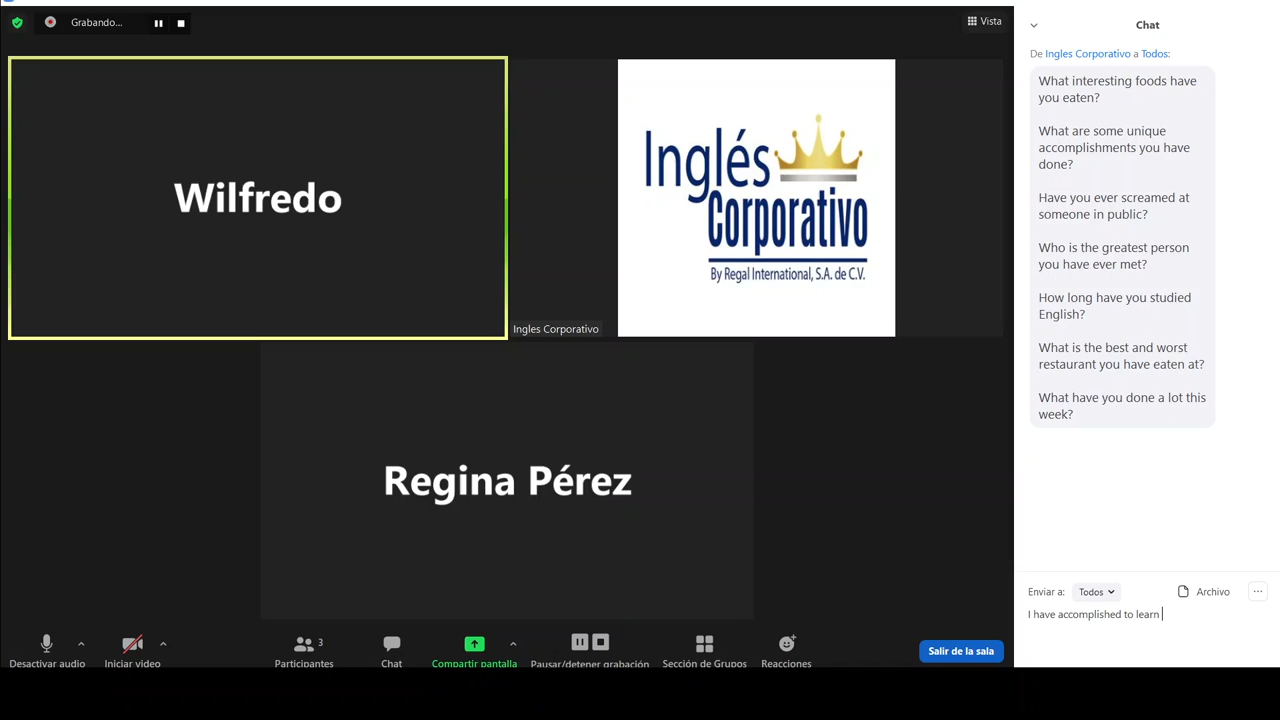 Grabando...
Vista
Chat
De Ingles Corporativo a Todos:
What interesting foods have
you eaten?
What are some unique
accomplishments you have
done?
Have you ever screamed at
someone in public?
Who is the greatest person
you have ever met?
How long have you studied
English?
What is the best and worst
restaurant you have eaten at?
What have you done a lot this
week?
Wilfredo
Inglés
Corporativo
By Regal International, S.A. de C.V.
Ingles Corporativo
Regina Pérez
Enviar a: Todos Archivo ...
I have accomplished to learn
3
Desactivar audio
Iniciar video
Participantes
Chat
Compartir pantalla
Pausar/detener grabación
Sección de Grupos
Reacciones
Salir de la sala